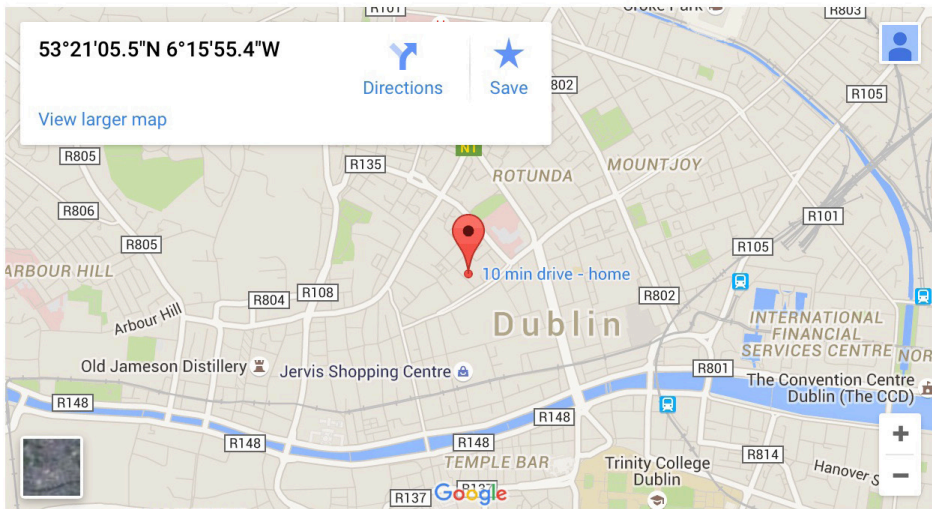 R101
Croke Park
R803
53°21'05.5"N 6°15'55.4"W
Directions
Save
802
View larger map
R105
N1
R805
R135
ROTUNDA
MOUNTJOY
R806
R101
R805
R105
ARBOUR HILL
10 min drive - home
R804
R108
R802
Arbour Hill
Dublin
INTERNATIONAL
FINANCIAL
SERVICES CENTRE
NOR
Old Jameson Distillery
Jervis Shopping Centre
R801
The Convention Centre
Dublin (The CCD)
R148
R148
R148
R148
+
TEMPLE BAR
Trinity College
Dublin
R814
Hanover S
−
R137
Google
R137